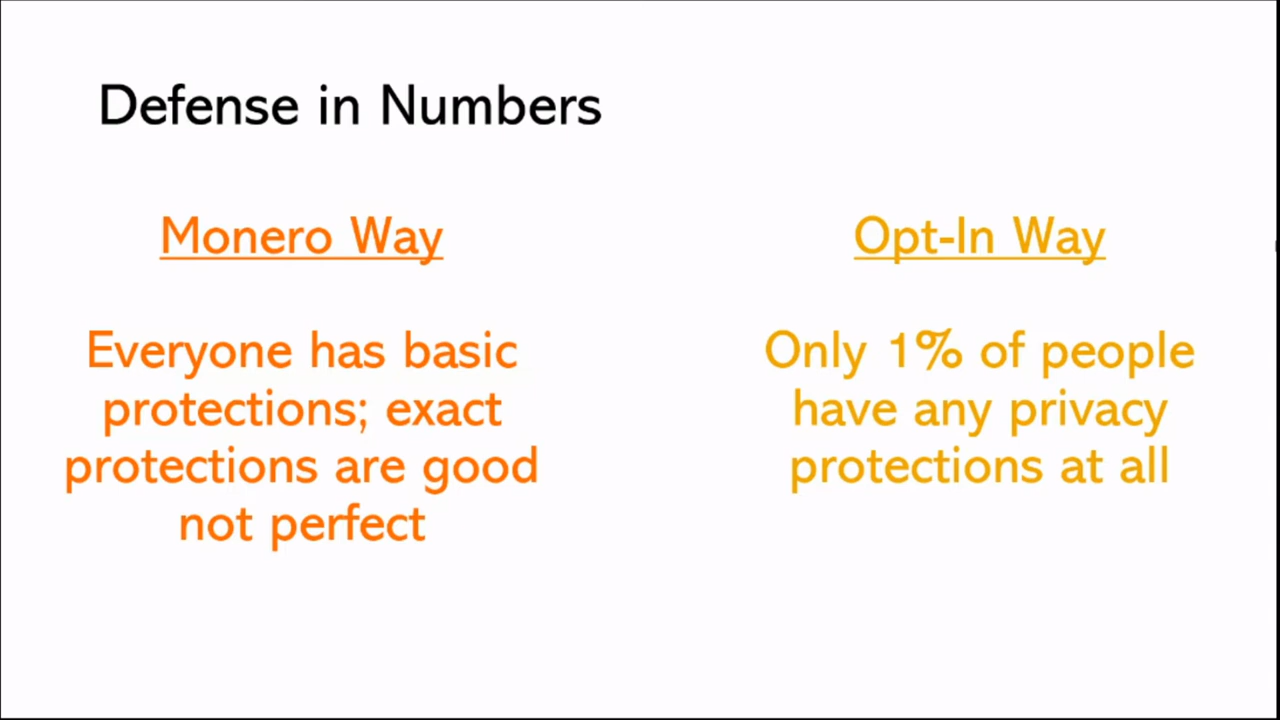 Defense in Numbers
Monero Way
Everyone has basic
protections; exact
protections are good
not perfect
Opt-In Way
Only 1% of people
have any privacy
protections at all